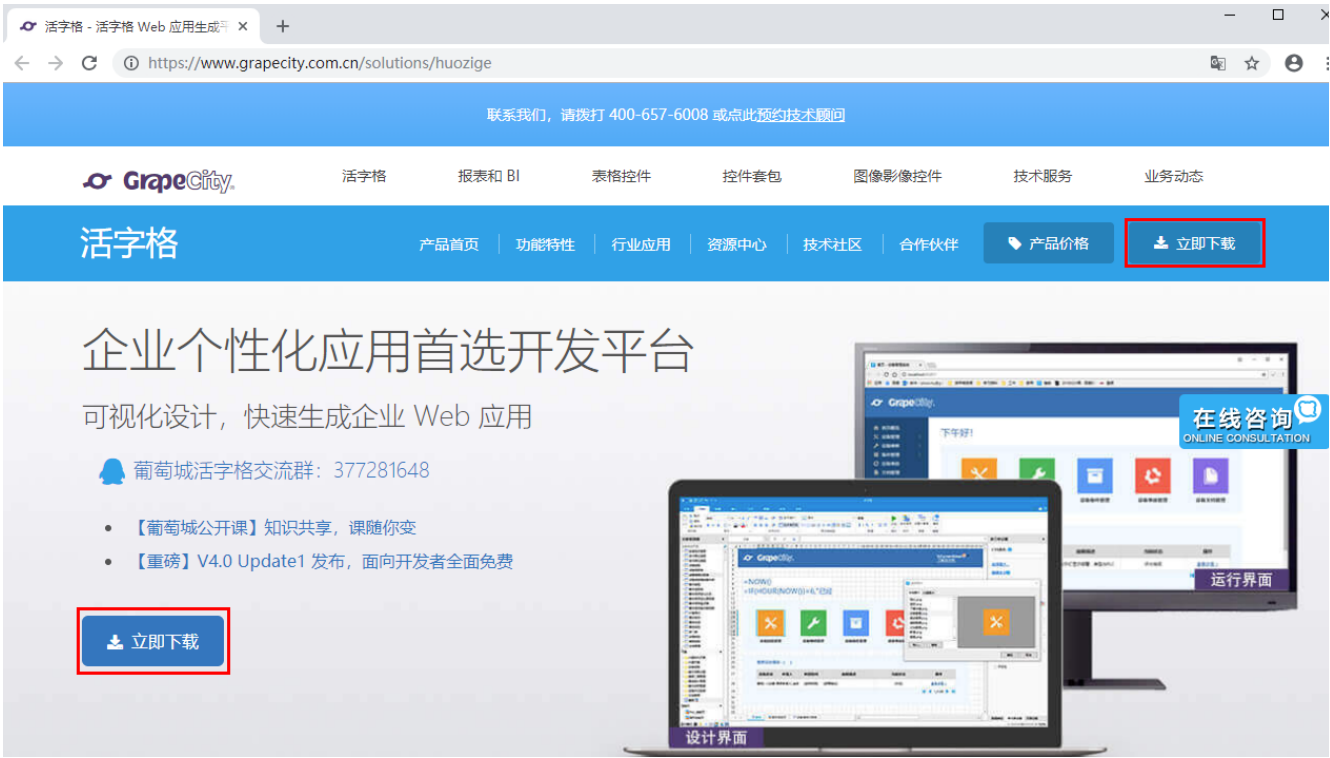 活字格 - 活字格 Web 应用生成平
https://www.grapecity.com.cn/solutions/huozige
联系我们，请拨打 400-657-6008 或点此预约技术顾问
GrapeCity. 活字格 报表和 BI 表格控件 控件套包 图像影像控件 技术服务 业务动态
活字格 产品首页 功能特性 行业应用 资源中心 技术社区 合作伙伴 产品价格 立即下载
企业个性化应用首选开发平台
可视化设计，快速生成企业 Web 应用
葡萄城活字格交流群：377281648
【葡萄城公开课】知识共享，课随你变
【重磅】V4.0 Update1 发布，面向开发者全面免费
立即下载
GrapeCity.
下午好!
在线咨询
ONLINE CONSULTATION
运行界面
GrapeCity.
=NOW()
设计界面